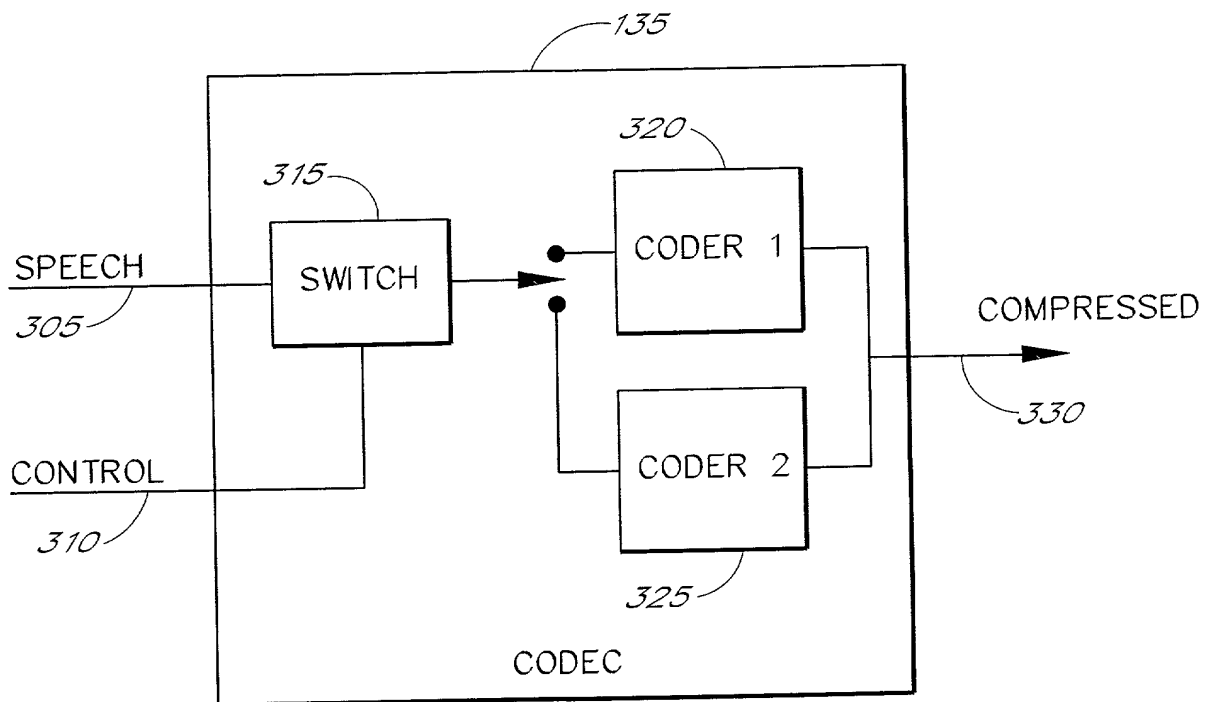 135
320
315
SPEECH
SWITCH
CODER 1
305
COMPRESSED
330
CONTROL
CODER 2
310
325
CODEC